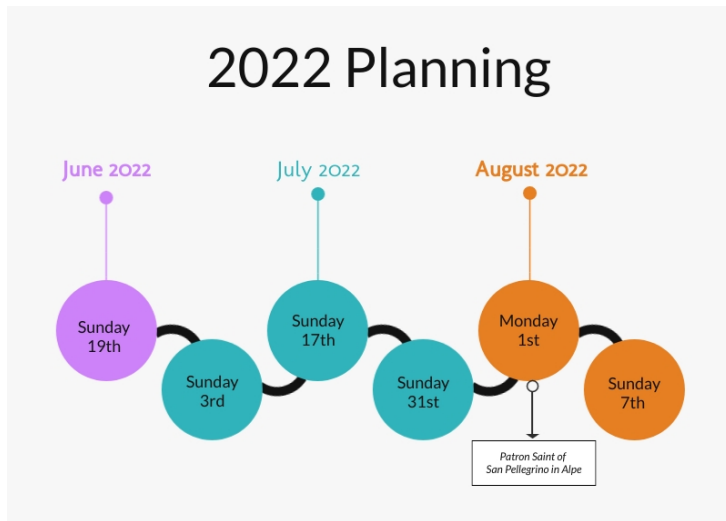 2022 Planning
June 2022
July 2022
August 2022
Sunday
19th
Sunday
3rd
Sunday
17th
Sunday
31st
Monday
1st
Sunday
7th
Patron Saint of
San Pellegrino in Alpe